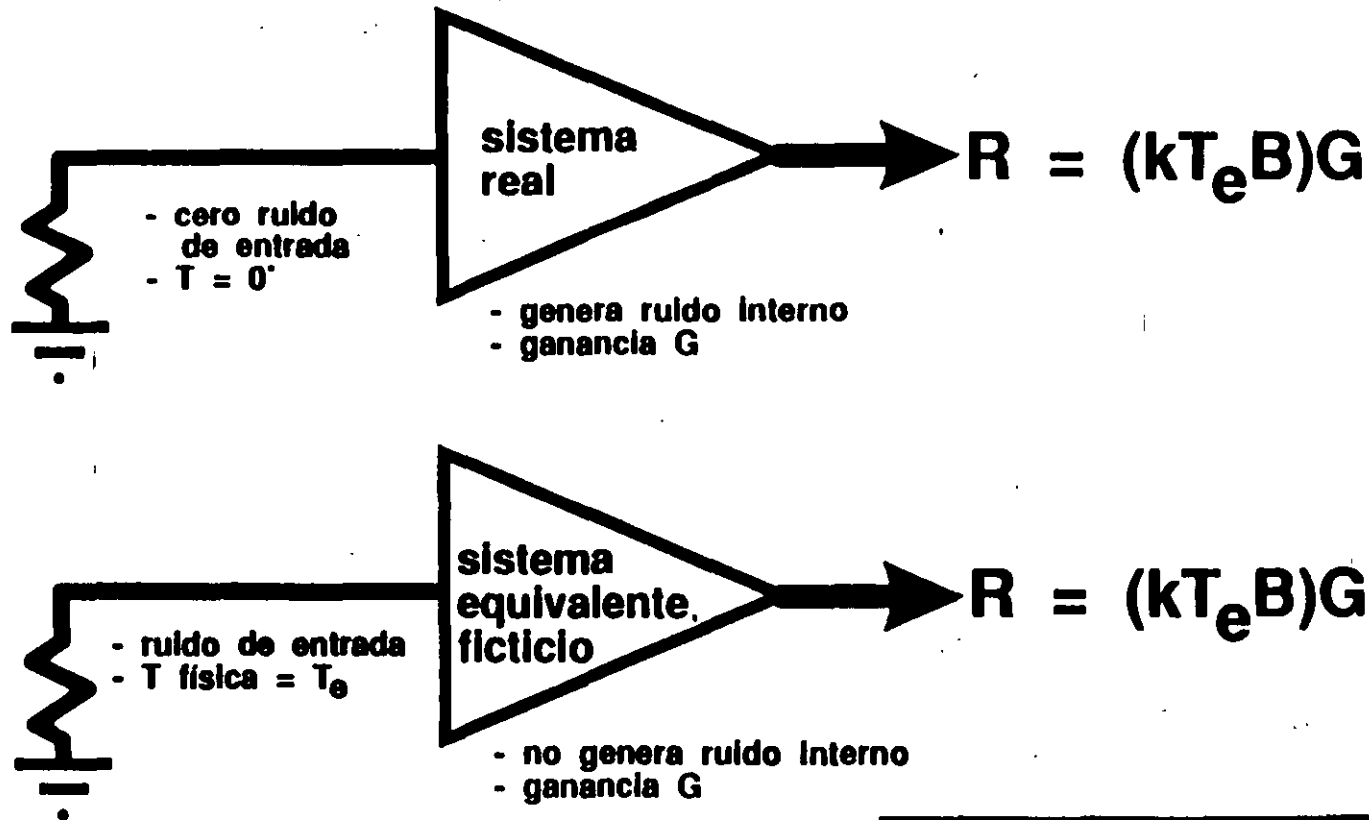 sistema
real
R = (kTeB)G
- cero ruido
de entrada
- T = 0°
- genera ruido interno
- ganancia G
sistema
equivalente,
ficticio
R = (kTeB)G
- ruido de entrada
- T física = Te
- no genera ruido interno
- ganancia G